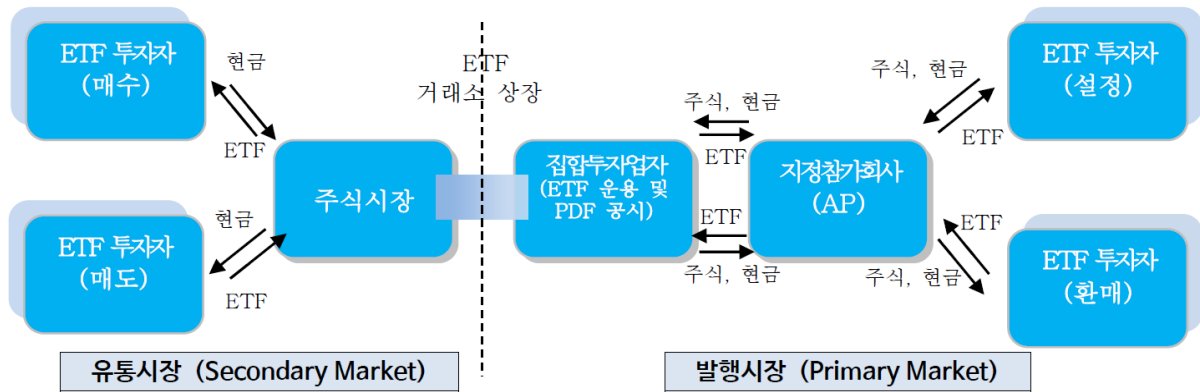 ETF 투자자
(매수)
현금
ETF
ETF
거래소 상장
주식시장
ETF 투자자
(매도)
현금
ETF
유통시장 (Secondary Market)
주식, 현금
ETF
집합투자업자
(ETF 운용 및
PDF 공시)
ETF
주식, 현금
지정참가회사
(AP)
주식, 현금
ETF
ETF 투자자
(설정)
ETF
주식, 현금
ETF 투자자
(환매)
발행시장 (Primary Market)